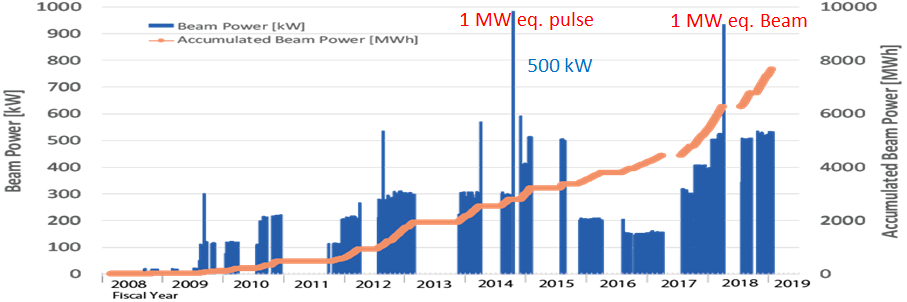 1 MW eq. pulse
1 MW eq. Beam
Beam Power [kW]
Accumulated Beam Power [MWh]
500 kW
Beam Power [kW]
1000
900
800
700
600
500
400
300
200
100
0
10000
8000
6000
4000
2000
0
Accumulated Beam Power [MWh]
2008 2009 2010 2011 2012 2013 2014 2015 2016 2017 2018 2019
Fiscal Year